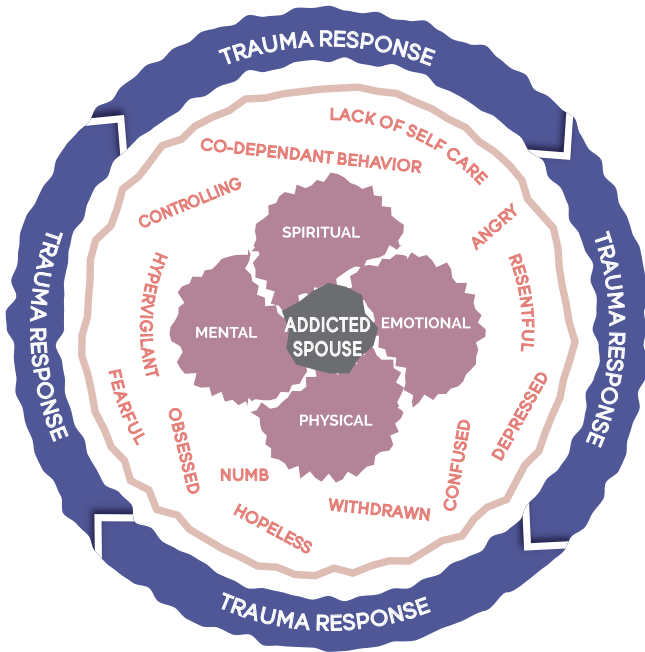 TRAUMA RESPONSE
LACK OF SELF CARE
CO-DEPENDANT BEHAVIOR
CONTROLLING
ANGRY
SPIRITUAL
HYPERVIGILANT
RESENTFUL
MENTAL
ADDICTED
SPOUSE
EMOTIONAL
TRAUMA RESPONSE
TRAUMA RESPONSE
FEARFUL
OBSESSED
PHYSICAL
DEPRESSED
CONFUSED
NUMB
WITHDRAWN
HOPELESS
TRAUMA RESPONSE